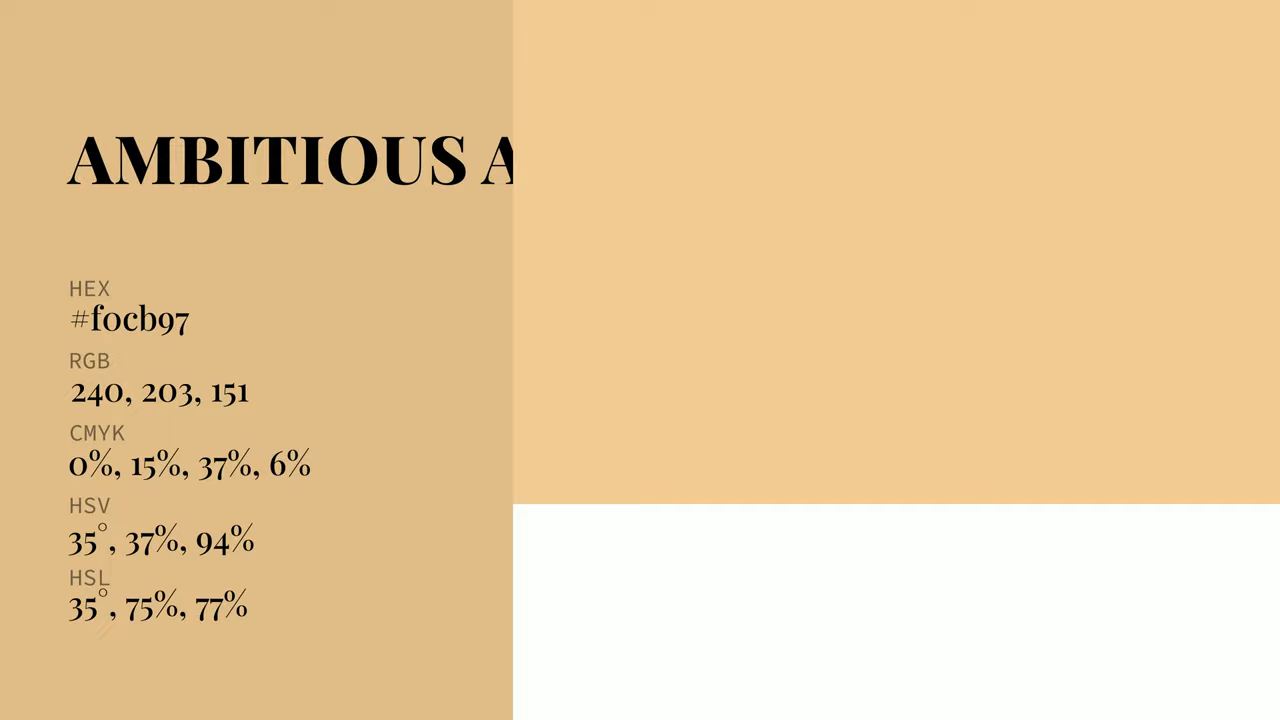 AMBITIOUS A
HEX
#f0cb97
RGB
240, 203, 151
CMYK
0%, 15%, 37%, 6%
HSV
35°, 37%, 94%
HSL
35°, 75%, 77%